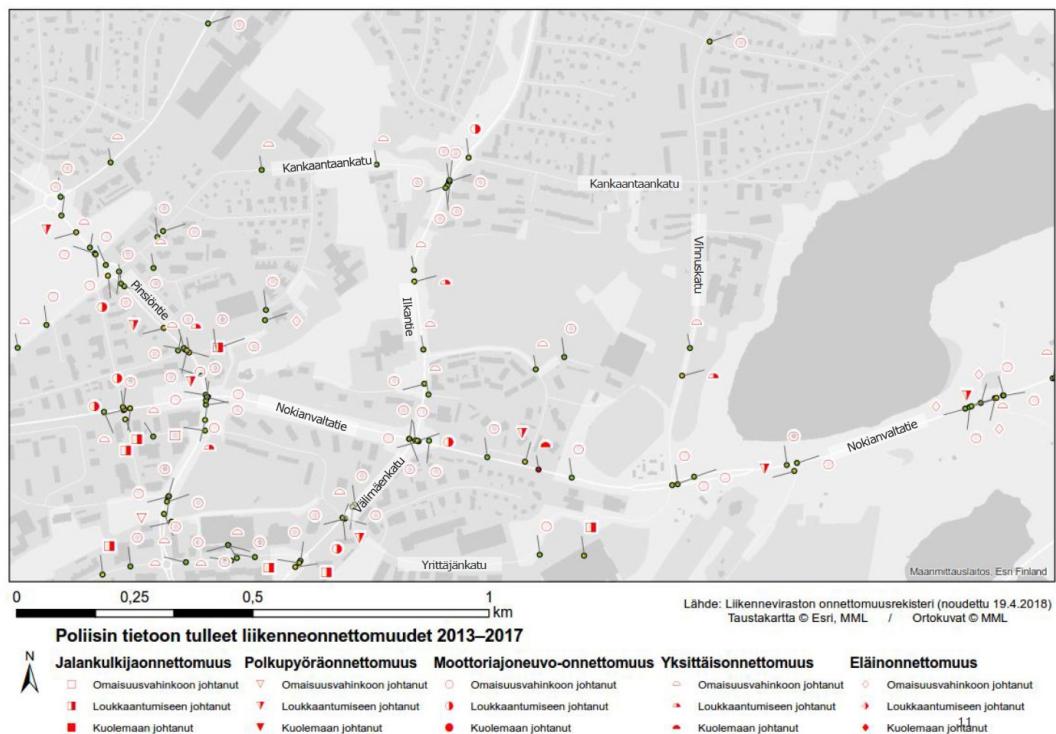 Kankaantaankatu
Kankaantaankatu
Vihnuskatu
Pinsiöntie
Ilkantie
Nokianvaltatie
Nokianvaltatie
Välimäenkatu
Yrittäjänkatu
Maanmittauslaitos, Esri Finland
0 0,25 0,5 1
km
Lähde: Liikenneviraston onnettomuusrekisteri (noudettu 19.4.2018)
Taustakartta © Esri, MML / Ortokuvat © MML
Poliisin tietoon tulleet liikenneonnettomuudet 2013–2017
N
Jalankulkijaonnettomuus Polkupyöräonnettomuus Moottoriajoneuvo-onnettomuus Yksittäisonnettomuus Eläinonnettomuus
Omaisuusvahinkoon johtanut Omaisuusvahinkoon johtanut Omaisuusvahinkoon johtanut Omaisuusvahinkoon johtanut Omaisuusvahinkoon johtanut
Loukkaantumiseen johtanut Loukkaantumiseen johtanut Loukkaantumiseen johtanut Loukkaantumiseen johtanut Loukkaantumiseen johtanut
Kuolemaan johtanut Kuolemaan johtanut Kuolemaan johtanut Kuolemaan johtanut Kuolemaan johtanut
11